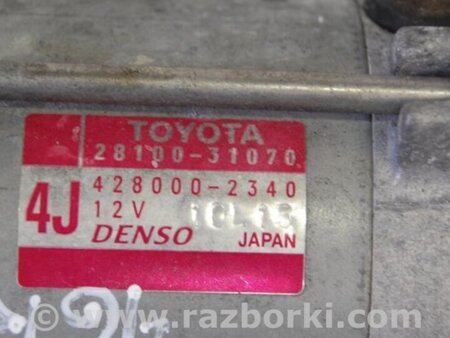 TOYOTA
28100-31070
4J
428000-2340
12V
DENSO JAPAN
www.razborki.com